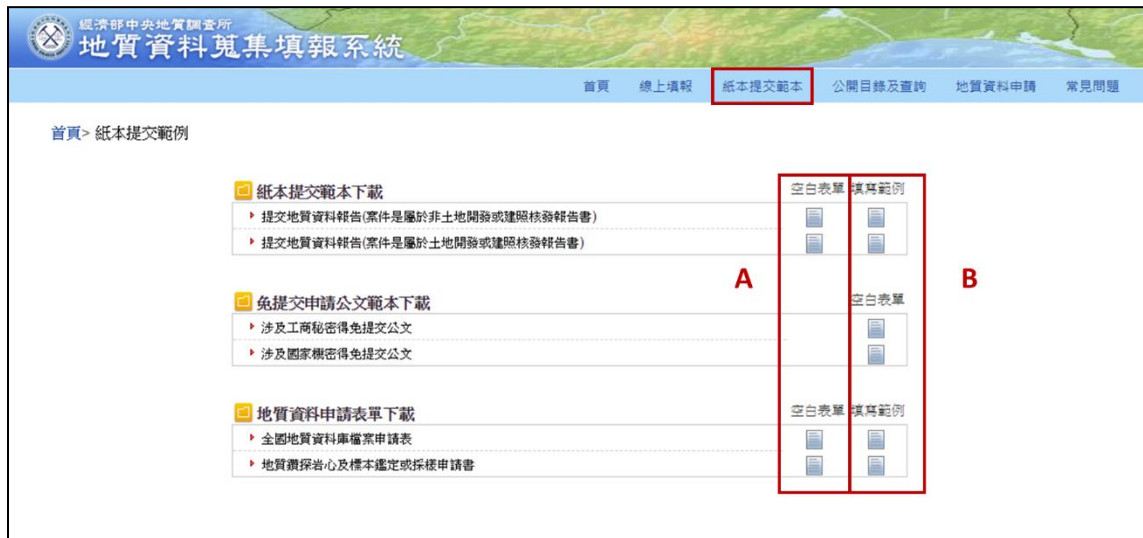 經濟部中央地質調查所
地質資料蒐集填報系統
首頁 線上填報 紙本提交範本 公開目錄及查詢 地質資料申請 常見問題
首頁> 紙本提交範例
紙本提交範本下載 空白表單 填寫範例
提交地質資料報告(案件是屬於非土地開發或建照核發報告書)
提交地質資料報告(案件是屬於土地開發或建照核發報告書)
A B
免提交申請公文範本下載 空白表單
涉及工商秘密得免提交公文
涉及國家機密得免提交公文
地質資料申請表單下載 空白表單 填寫範例
全國地質資料庫檔案申請表
地質鑽探岩心及標本鑑定或採樣申請書